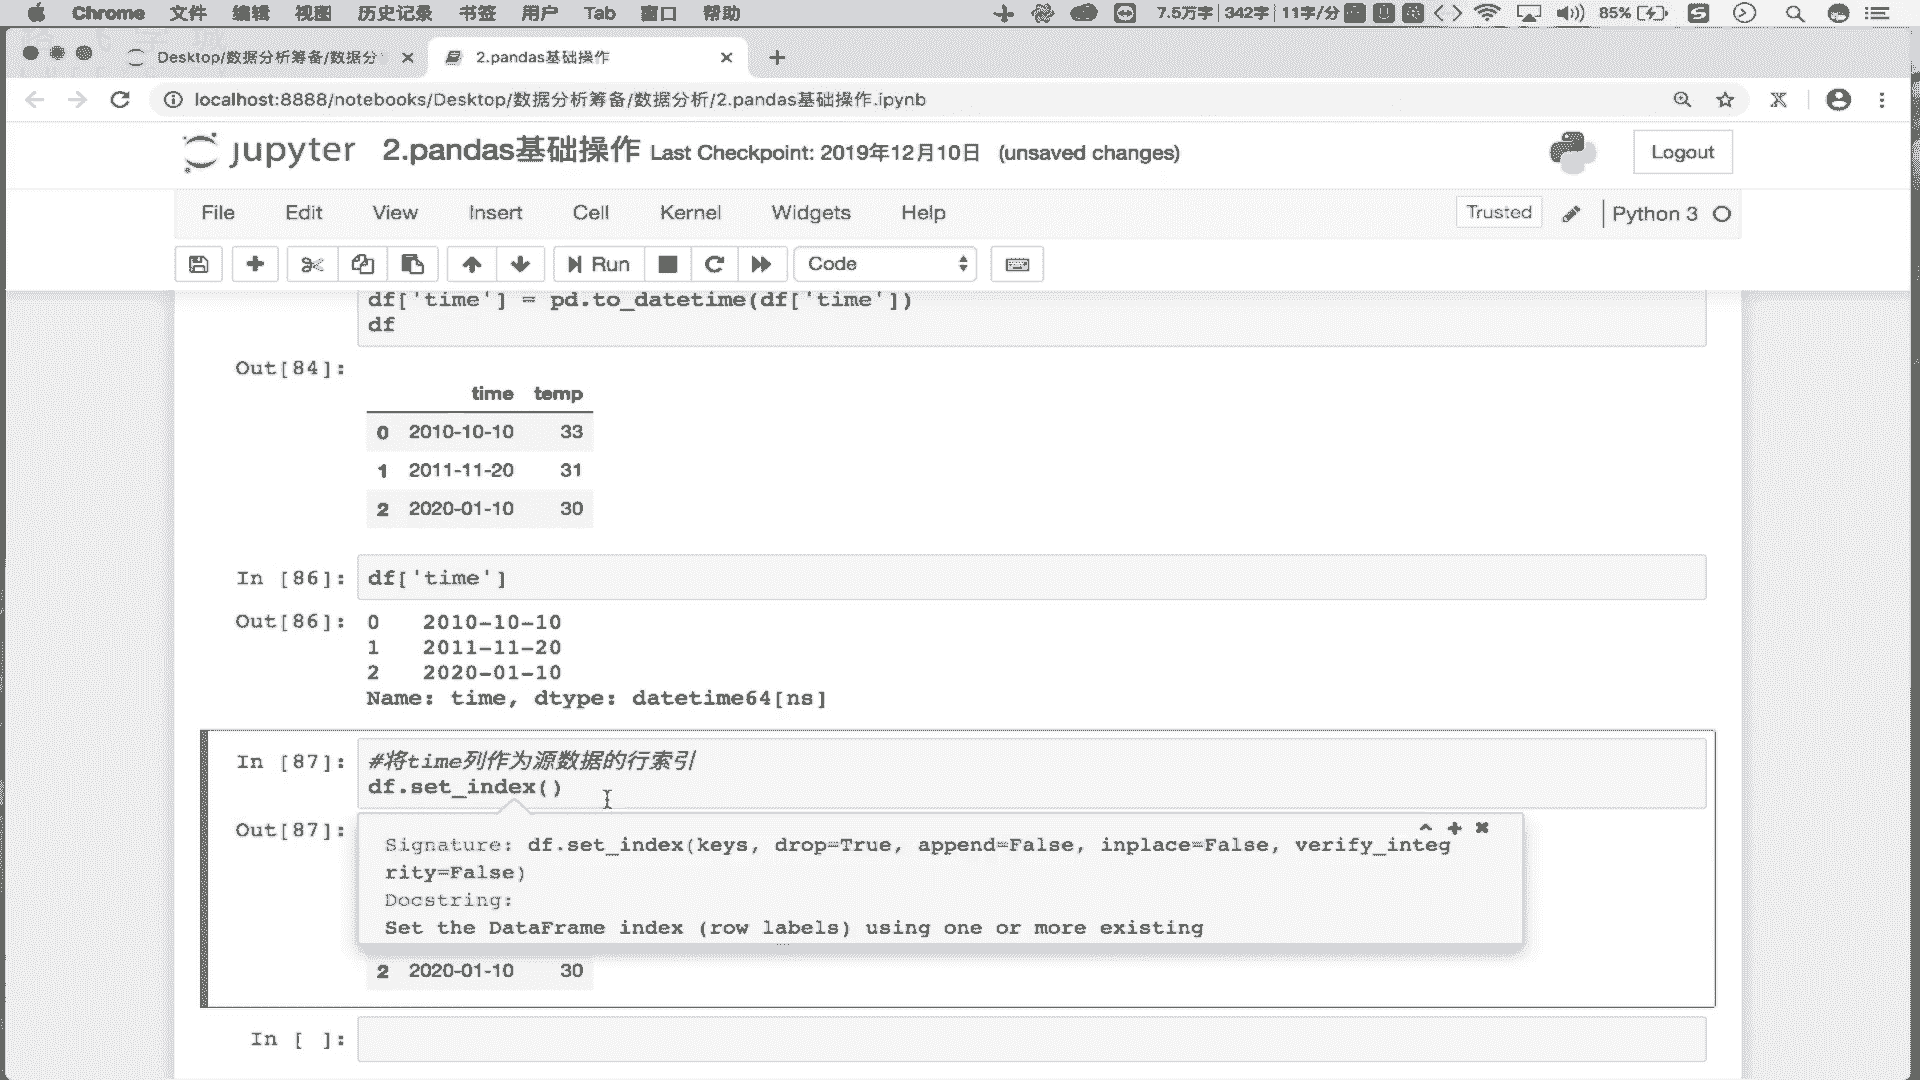 Chrome 文件 编辑 视图 历史记录 书签 用户 Tab 窗口 帮助 7.5万字 342字 11字/分 85%
Desktop/数据分析筹备/数据分 2.pandas基础操作
localhost:8888/notebooks/Desktop/数据分析筹备/数据分析/2.pandas基础操作.ipynb
jupyter 2.pandas基础操作 Last Checkpoint: 2019年12月10日 (unsaved changes) Logout
File Edit View Insert Cell Kernel Widgets Help Trusted Python 3
Run Code
df['time'] = pd.to_datetime(df['time'])
df
Out[84]:
time temp
0 2010-10-10 33
1 2011-11-20 31
2 2020-01-10 30
In [86]: df['time']
Out[86]: 0 2010-10-10
1 2011-11-20
2 2020-01-10
Name: time, dtype: datetime64[ns]
In [87]: #将time列作为源数据的行索引
df.set_index()
Out[87]:
Signature: df.set_index(keys, drop=True, append=False, inplace=False, verify_integ
rity=False)
Docstring:
Set the DataFrame index (row labels) using one or more existing
2 2020-01-10 30
In [ ]: